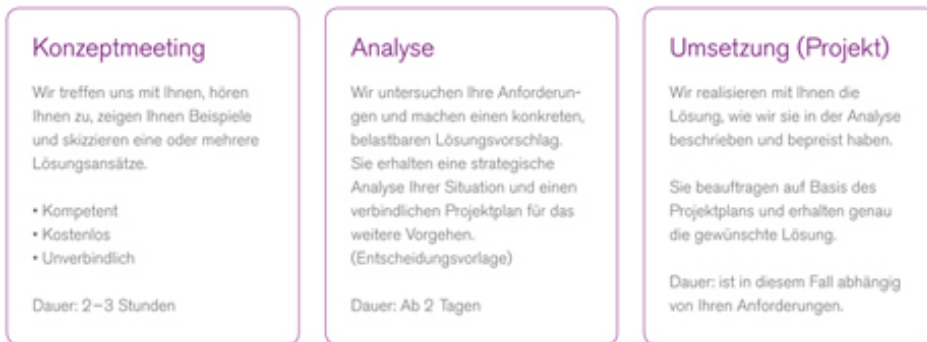 Konzeptmeeting
Wir treffen uns mit Ihnen, hören
Ihnen zu, zeigen Ihnen Beispiele
und skizzieren eine oder mehrere
Lösungsansätze.
• Kompetent
• Kostenlos
• Unverbindlich
Dauer: 2–3 Stunden
Analyse
Wir untersuchen Ihre Anforderun-
gen und machen einen konkreten,
belastbaren Lösungsvorschlag.
Sie erhalten eine strategische
Analyse Ihrer Situation und einen
verbindlichen Projektplan für das
weitere Vorgehen.
(Entscheidungsvorlage)
Dauer: Ab 2 Tagen
Umsetzung (Projekt)
Wir realisieren mit Ihnen die
Lösung, wie wir sie in der Analyse
beschrieben und bepreist haben.
Sie beauftragen auf Basis des
Projektplans und erhalten genau
die gewünschte Lösung.
Dauer: ist in diesem Fall abhängig
von Ihren Anforderungen.